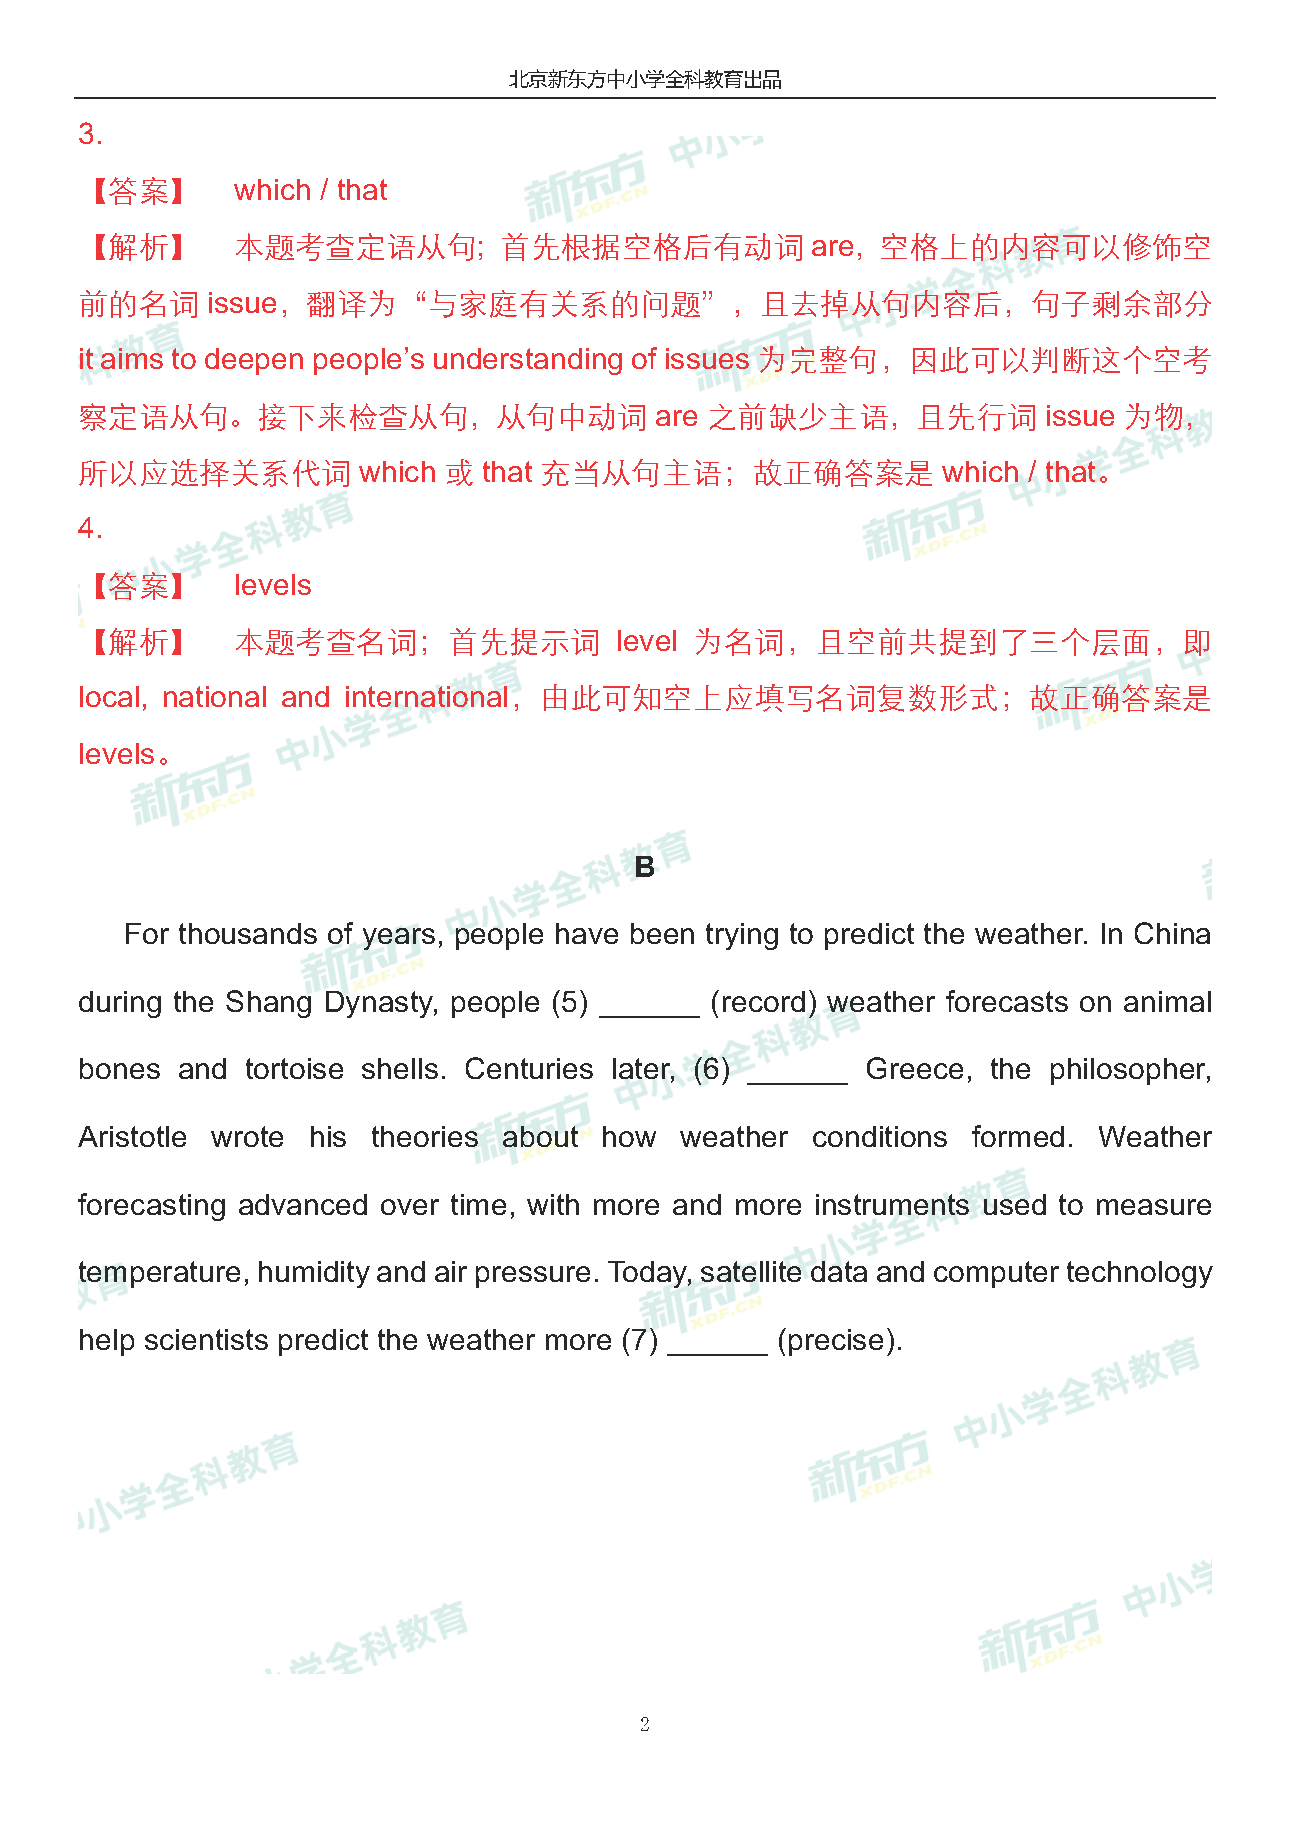 北京新东方中小学全科教育出品
3.
【答案】 which / that
【解析】 本题考查定语从句；首先根据空格后有动词 are，空格上的内容可以修饰空
前的名词 issue，翻译为“与家庭有关系的问题”，且去掉从句内容后，句子剩余部分
it aims to deepen people’s understanding of issues 为完整句，因此可以判断这个空考
察定语从句。接下来检查从句，从句中动词 are 之前缺少主语，且先行词 issue 为物，
所以应选择关系代词 which 或 that 充当从句主语；故正确答案是 which / that。
4.
【答案】 levels
【解析】 本题考查名词；首先提示词 level 为名词，且空前共提到了三个层面，即
local, national and international，由此可知空上应填写名词复数形式；故正确答案是
levels。
B
For thousands of years, people have been trying to predict the weather. In China
during the Shang Dynasty, people (5) ______ (record) weather forecasts on animal
bones and tortoise shells. Centuries later, (6) ______ Greece, the philosopher,
Aristotle wrote his theories about how weather conditions formed. Weather
forecasting advanced over time, with more and more instruments used to measure
temperature, humidity and air pressure. Today, satellite data and computer technology
help scientists predict the weather more (7) ______ (precise).
2